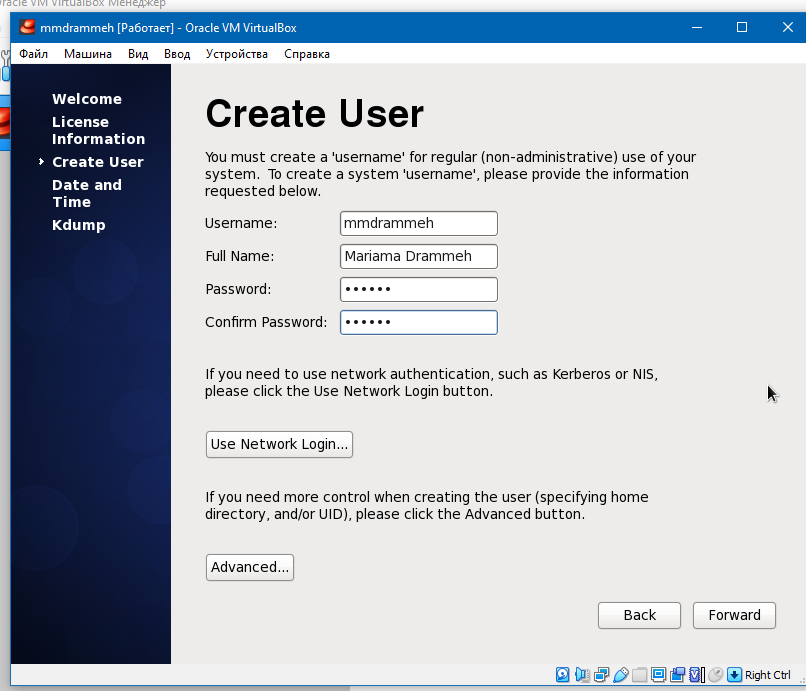 Oracle VM VirtualBox Менеджер
mmdrammeh [Работает] - Oracle VM VirtualBox
Файл Машина Вид Ввод Устройства Справка
Welcome
License
Information
Create User
Date and
Time
Kdump
Create User
You must create a 'username' for regular (non-administrative) use of your
system.  To create a system 'username', please provide the information
requested below.
Username: mmdrammeh
Full Name: Mariama Drammeh
Password: ••••••
Confirm Password: ••••••
If you need to use network authentication, such as Kerberos or NIS,
please click the Use Network Login button.
Use Network Login...
If you need more control when creating the user (specifying home
directory, and/or UID), please click the Advanced button.
Advanced...
Back Forward
Right Ctrl